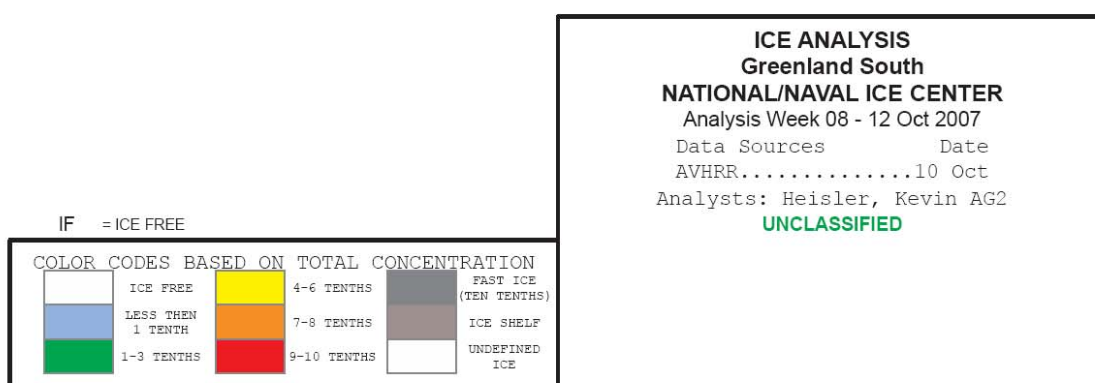 ICE ANALYSIS
Greenland South
NATIONAL/NAVAL ICE CENTER
Analysis Week 08 - 12 Oct 2007
Data Sources Date
AVHRR..............10 Oct
Analysts: Heisler, Kevin AG2
UNCLASSIFIED
IF = ICE FREE
COLOR CODES BASED ON TOTAL CONCENTRATION
ICE FREE
LESS THEN
1 TENTH
1-3 TENTHS
4-6 TENTHS
7-8 TENTHS
9-10 TENTHS
FAST ICE
(TEN TENTHS)
ICE SHELF
UNDEFINED
ICE